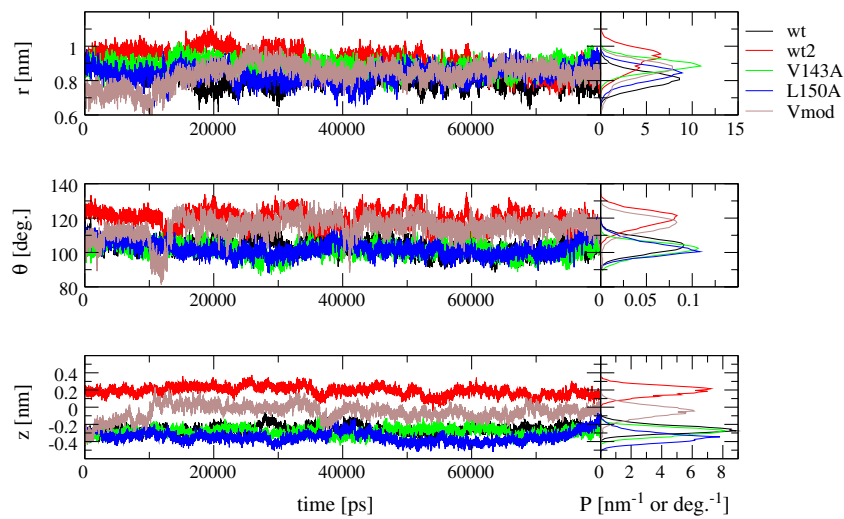 wt
wt2
V143A
L150A
Vmod
r [nm]
1
0.8
0.6
0 20000 40000 60000 0 5 10 15
θ [deg.]
140
120
100
80
0 20000 40000 60000 0 0.05 0.1
z [nm]
0.4
0.2
0
-0.2
-0.4
0 20000 40000 60000 0 2 4 6 8
time [ps] P [nm-1 or deg.-1]